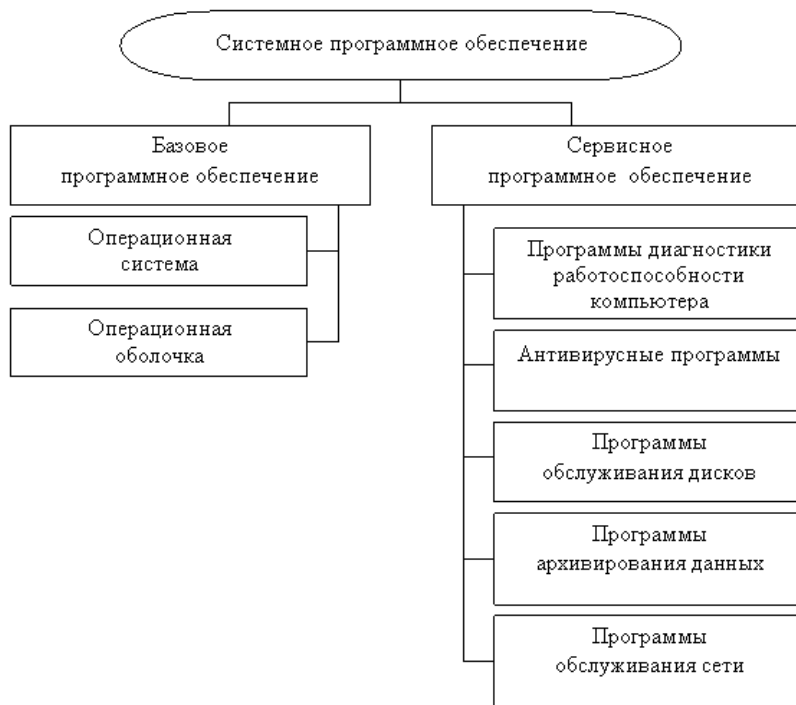 Системное программное обеспечение
Базовое
программное обеспечение
Операционная
система
Операционная
оболочка
Сервисное
программное обеспечение
Программы диагностики
работоспособности
компьютера
Антивирусные программы
Программы
обслуживания дисков
Программы
архивирования данных
Программы
обслуживания сети